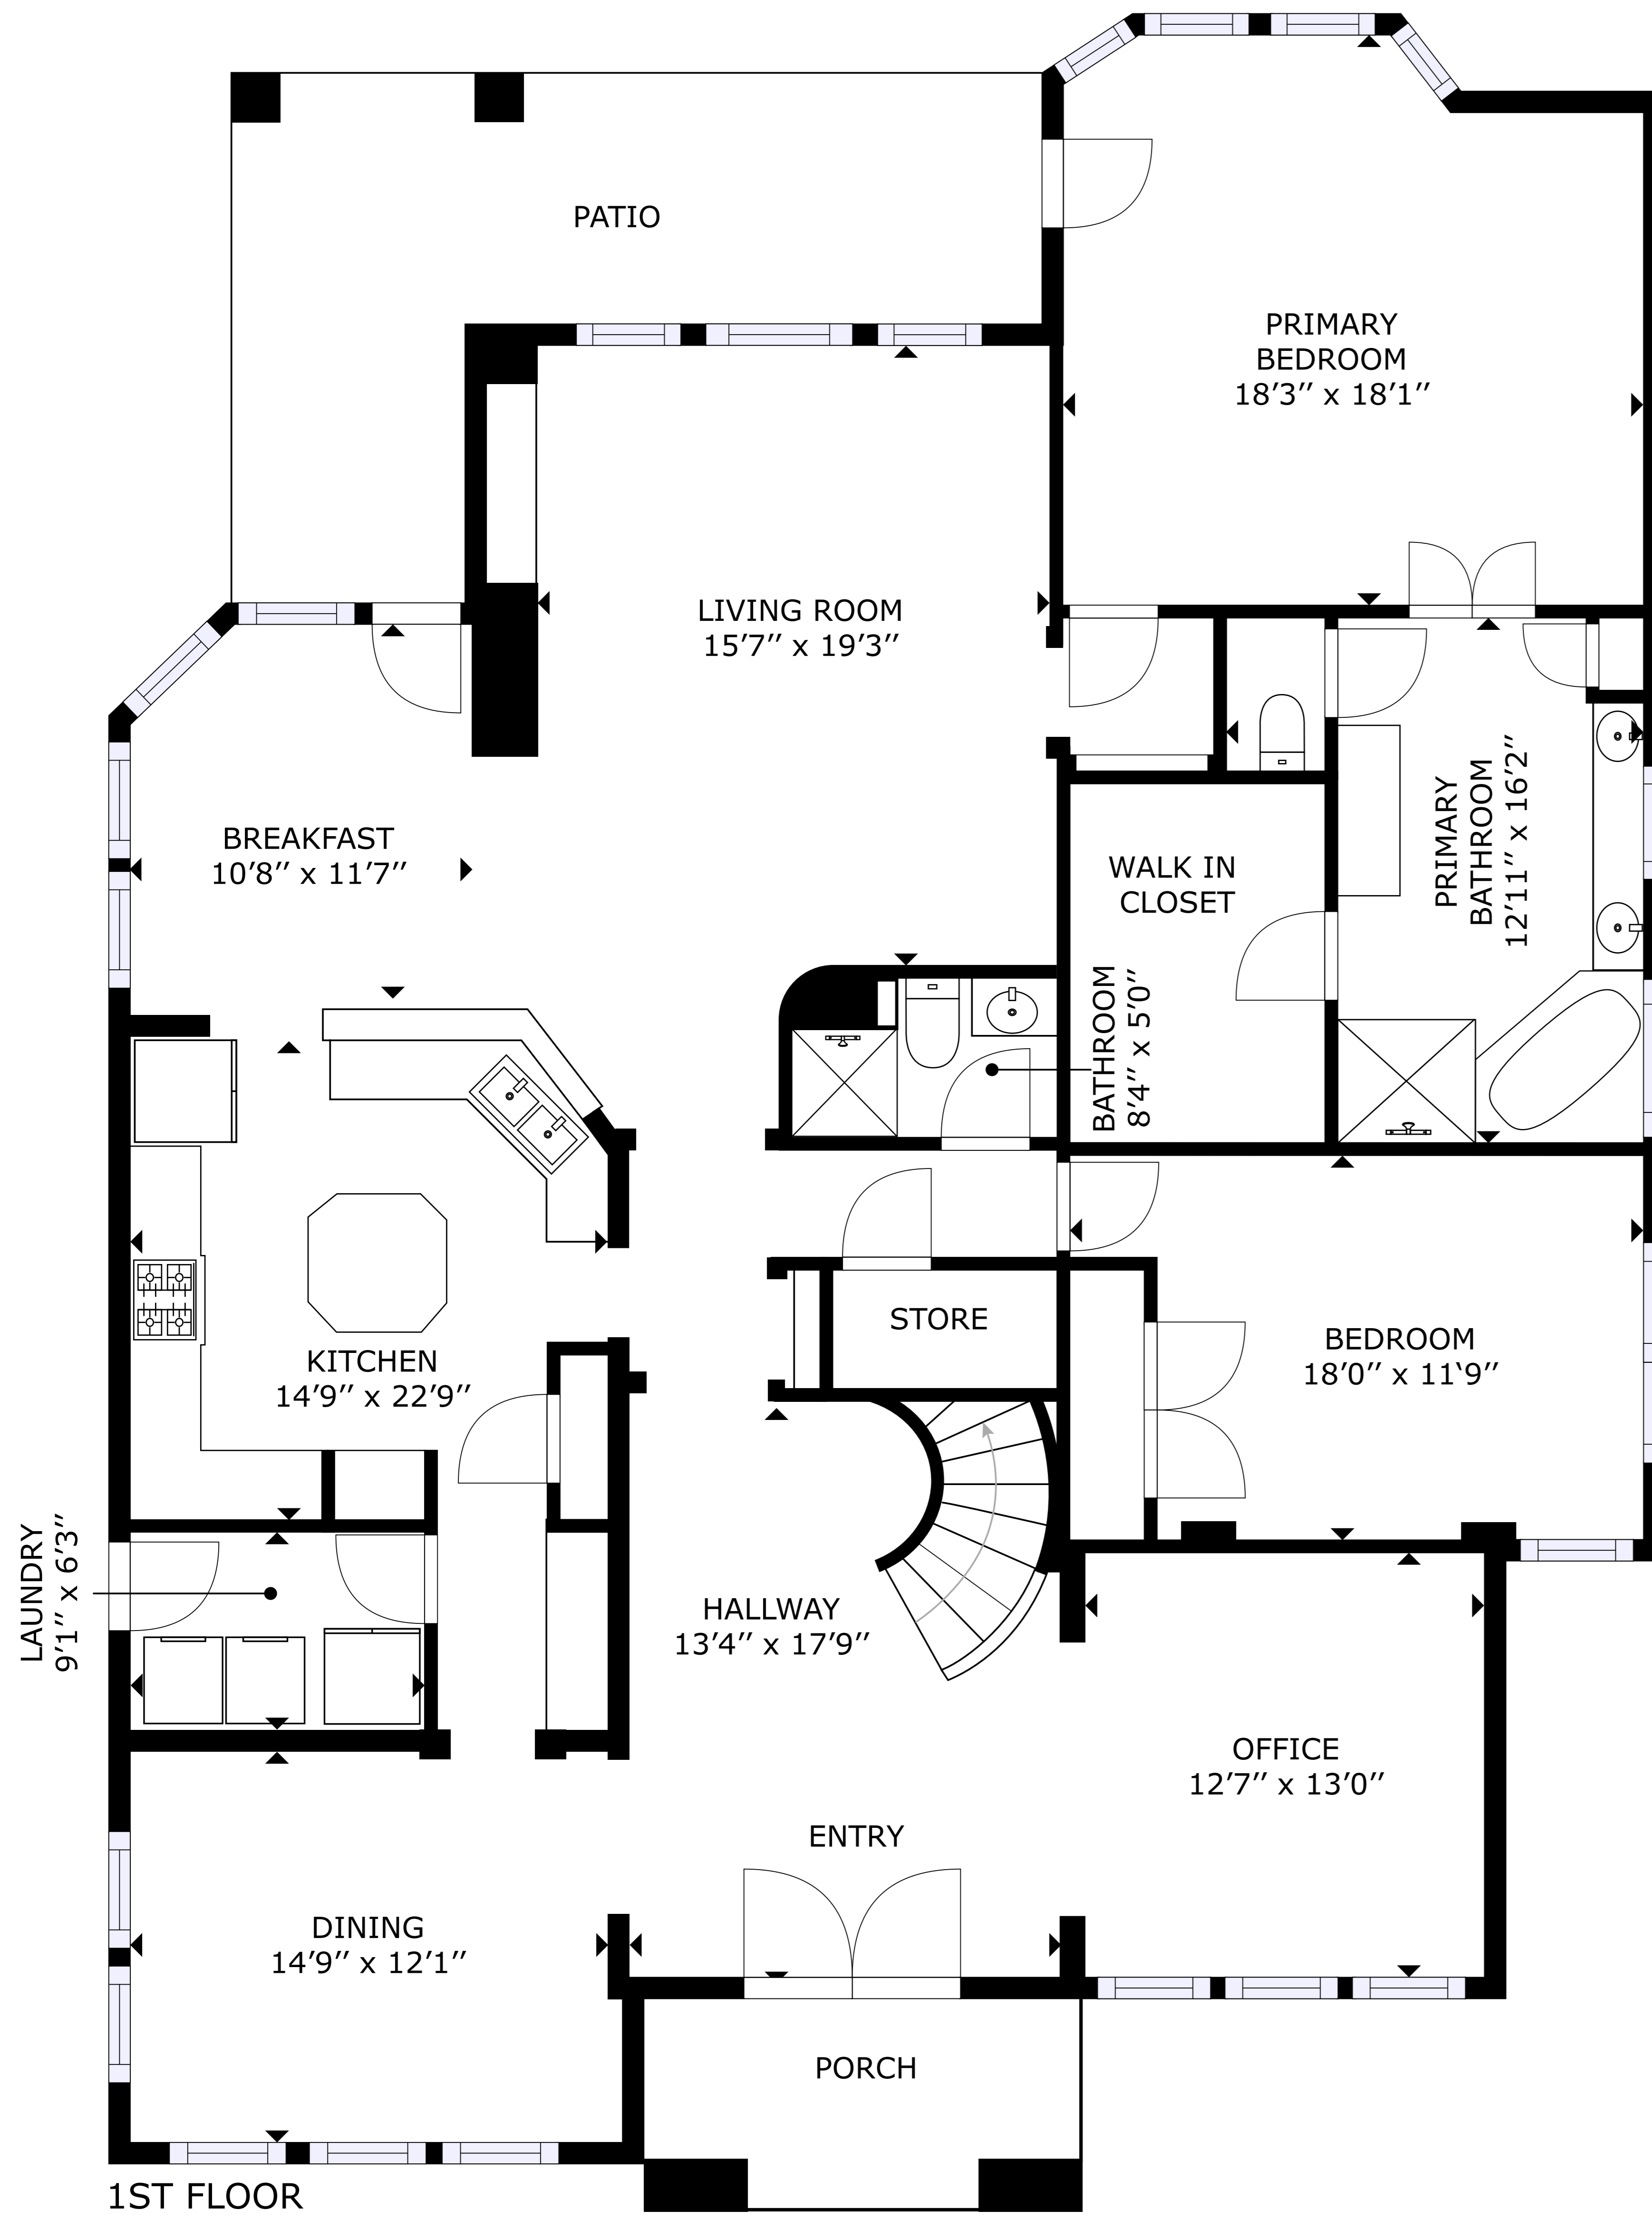 PATIO
PRIMARY
BEDROOM
18’3’’ x 18’1’’
LIVING ROOM
15’7’’ x 19’3’’
BREAKFAST
10’8’’ x 11’7’’
WALK IN
CLOSET
PRIMARY
BATHROOM
12’11’’ x 16’2’’
BATHROOM
8’4’’ x 5’0’’
STORE
BEDROOM
18’0’’ x 11‘9’’
KITCHEN
14’9’’ x 22’9’’
LAUNDRY
9’1’’ x 6’3’’
HALLWAY
13’4’’ x 17’9’’
OFFICE
12’7’’ x 13’0’’
ENTRY
DINING
14’9’’ x 12’1’’
PORCH
1ST FLOOR